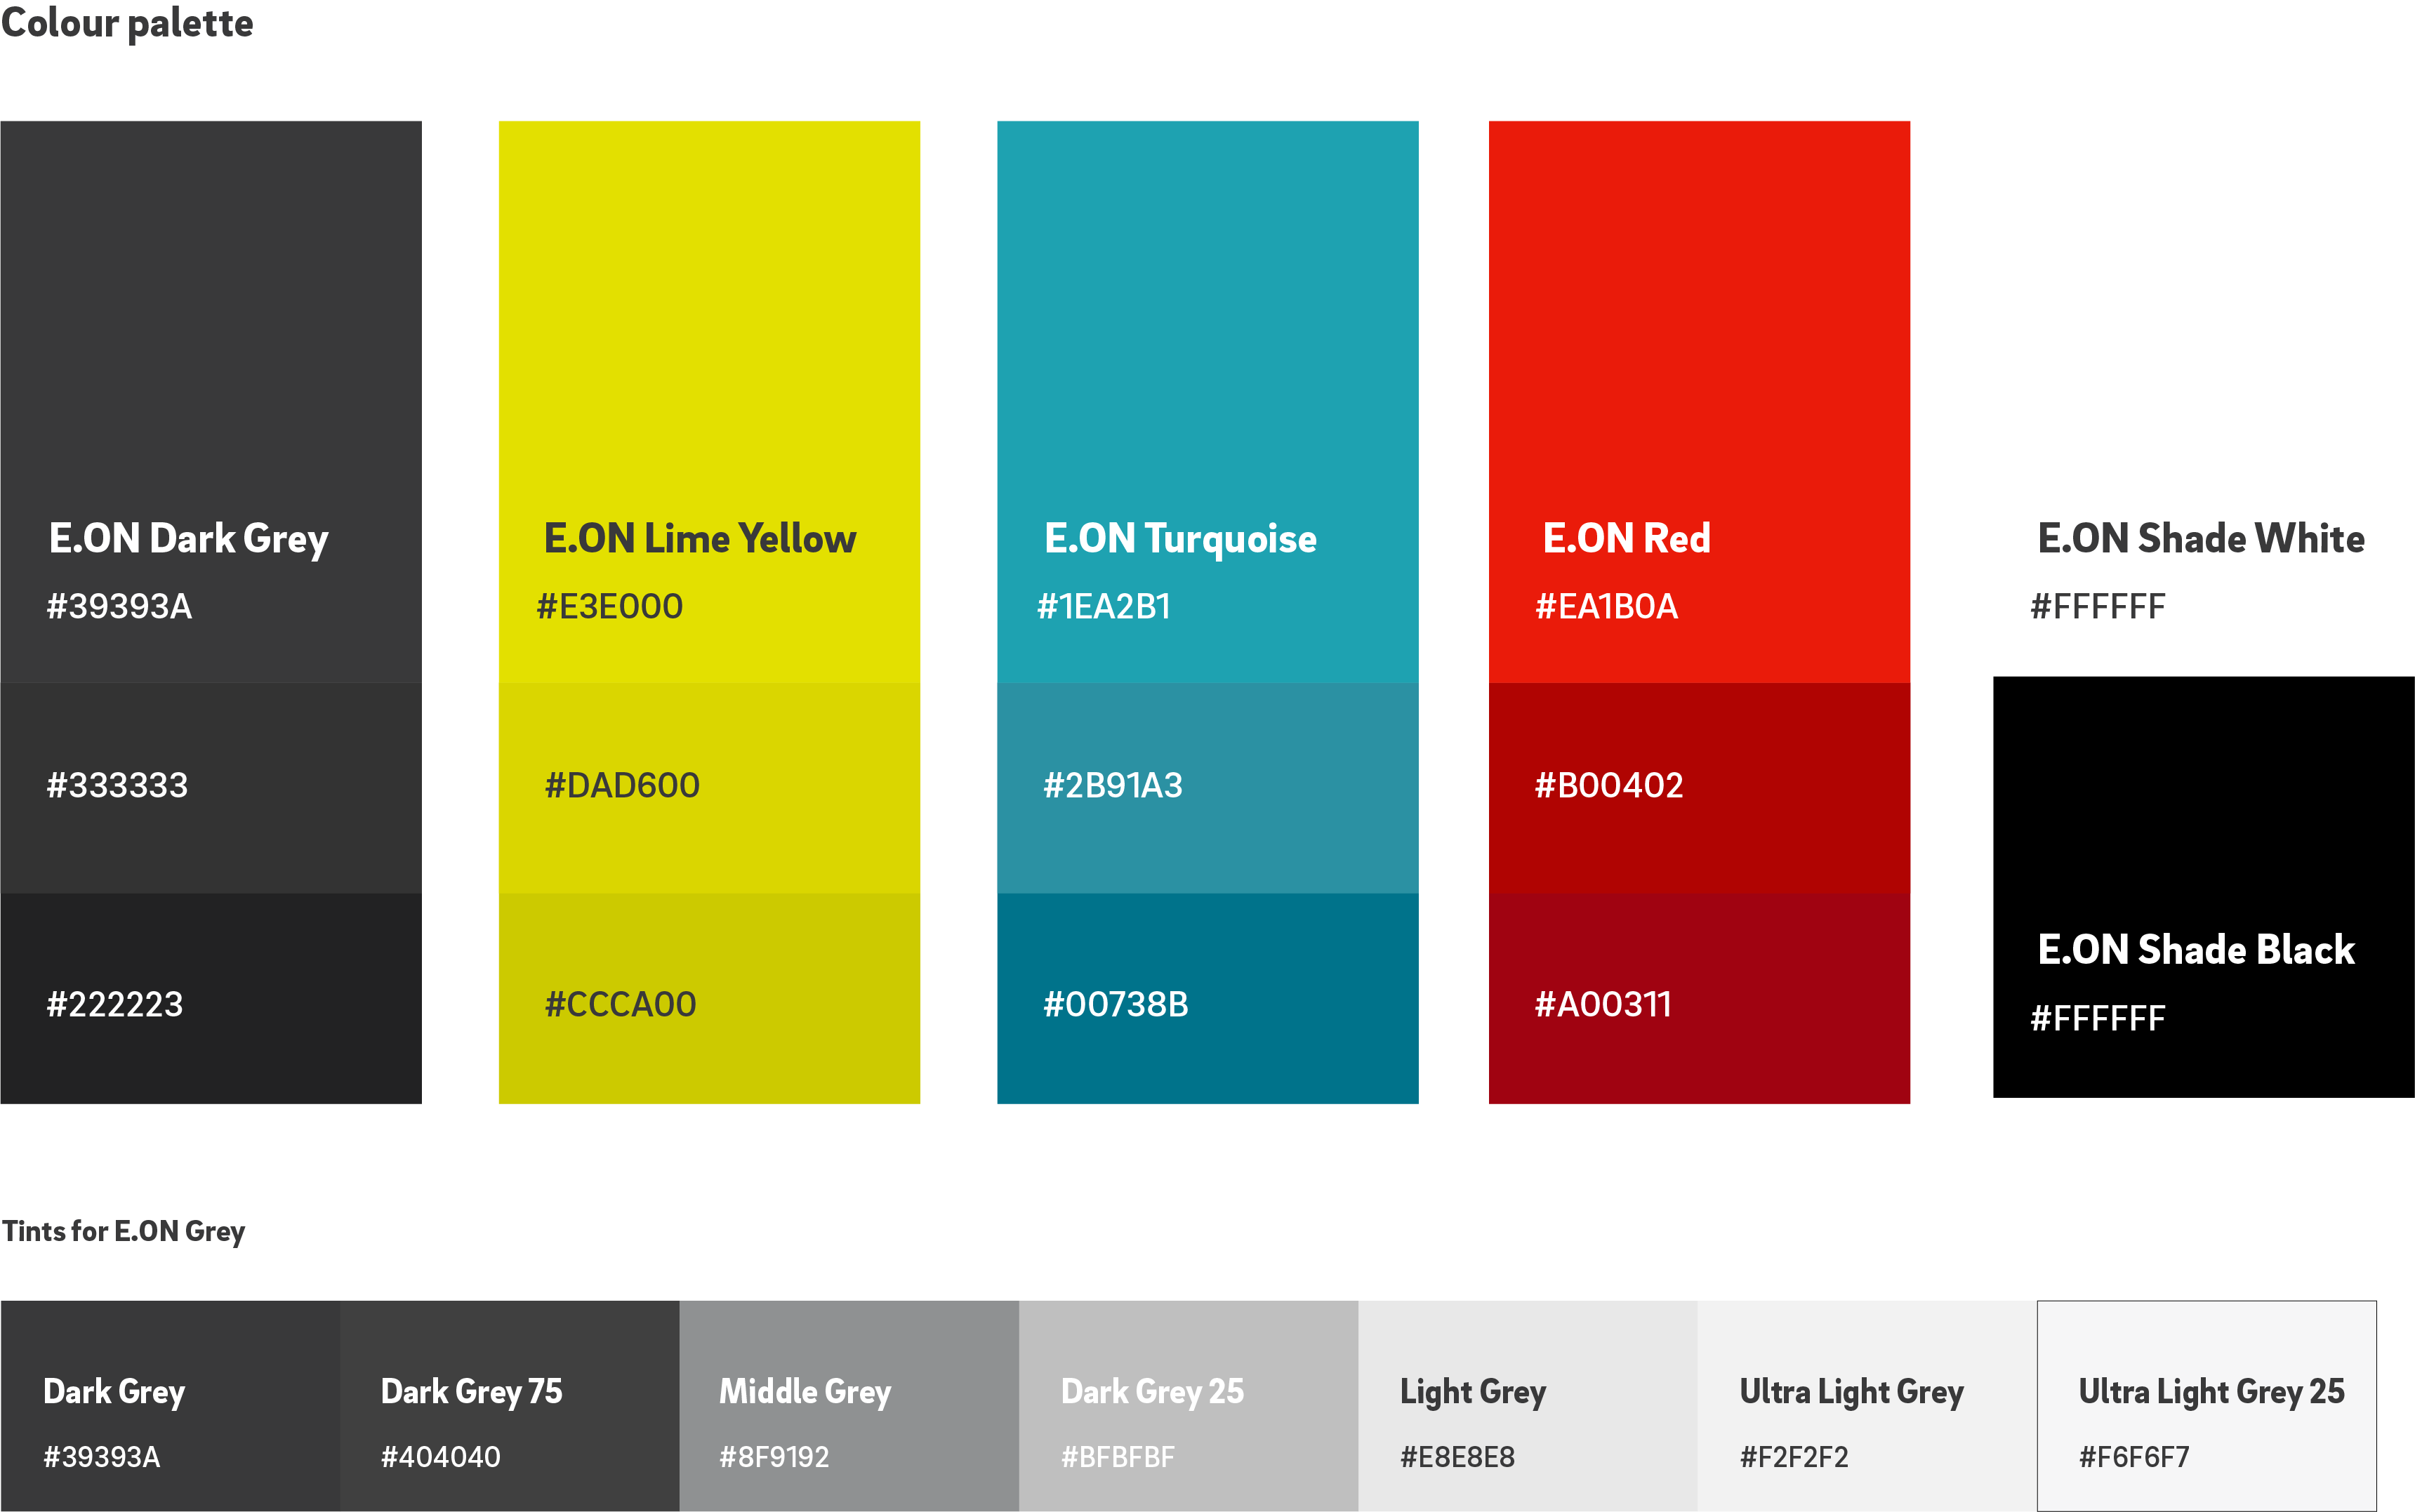 Colour palette
E.ON Dark Grey
#39393A
#333333
#222223
E.ON Lime Yellow
#E3E000
#DAD600
#CCCA00
E.ON Turquoise
#1EA2B1
#2B91A3
#00738B
E.ON Red
#EA1B0A
#B00402
#A00311
E.ON Shade White
#FFFFFF
E.ON Shade Black
#FFFFFF
Tints for E.ON Grey
Dark Grey
#39393A
Dark Grey 75
#404040
Middle Grey
#8F9192
Dark Grey 25
#BFBFBF
Light Grey
#E8E8E8
Ultra Light Grey
#F2F2F2
Ultra Light Grey 25
#F6F6F7